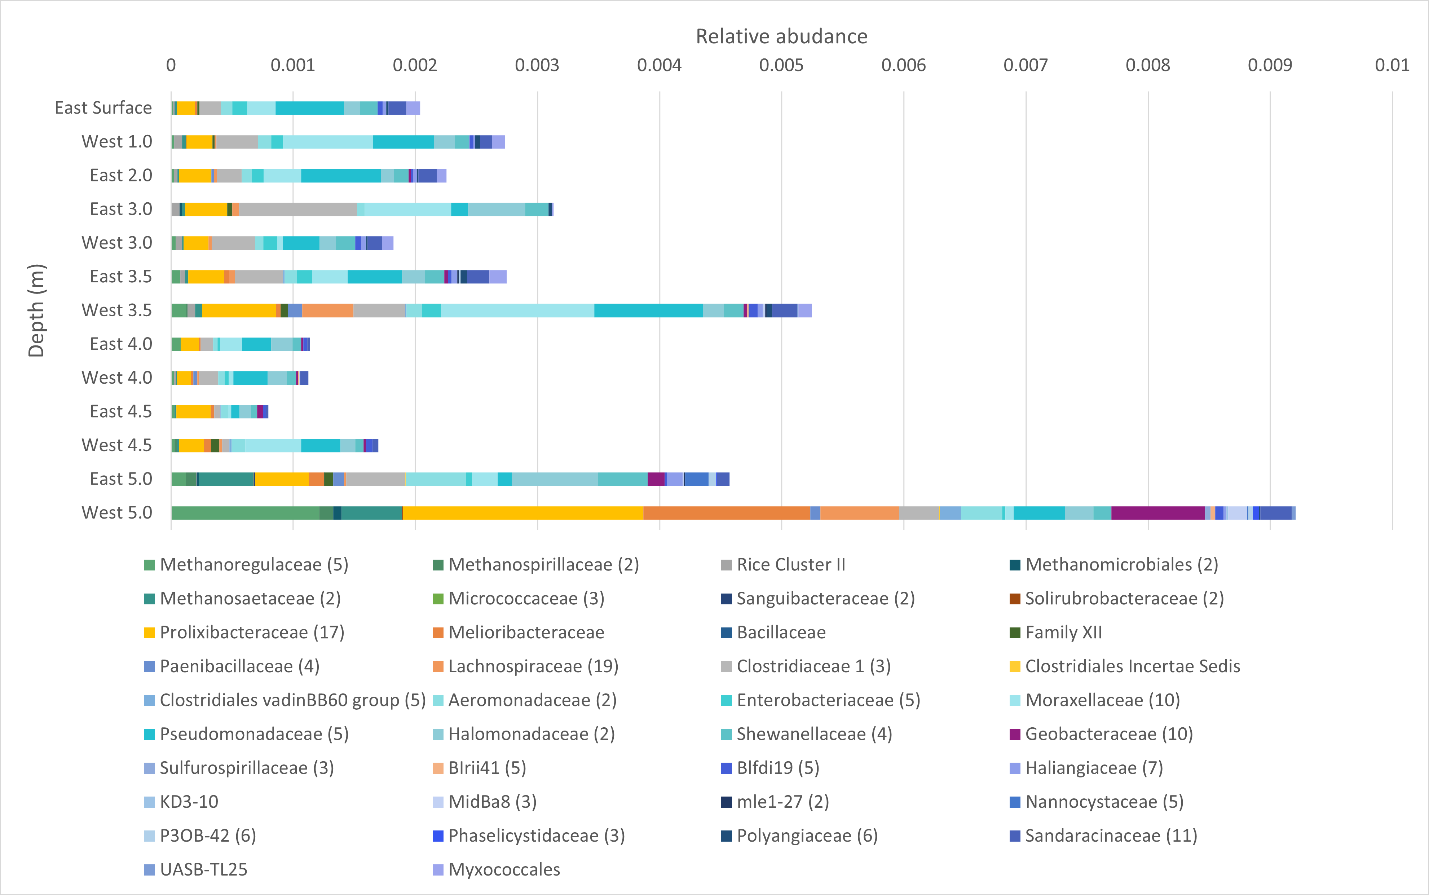 Relative abudance
0 0.001 0.002 0.003 0.004 0.005 0.006 0.007 0.008 0.009 0.01
East Surface
West 1.0
East 2.0
East 3.0
West 3.0
East 3.5
West 3.5
East 4.0
West 4.0
East 4.5
West 4.5
East 5.0
West 5.0
Depth (m)
Methanoregulaceae (5) Methanospirillaceae (2) Rice Cluster II Methanomicrobiales (2)
Methanosaetaceae (2) Micrococcaceae (3) Sanguibacteraceae (2) Solirubrobacteraceae (2)
Prolixibacteraceae (17) Melioribacteraceae Bacillaceae Family XII
Paenibacillaceae (4) Lachnospiraceae (19) Clostridiaceae 1 (3) Clostridiales Incertae Sedis
Clostridiales vadinBB60 group (5) Aeromonadaceae (2) Enterobacteriaceae (5) Moraxellaceae (10)
Pseudomonadaceae (5) Halomonadaceae (2) Shewanellaceae (4) Geobacteraceae (10)
Sulfurospirillaceae (3) BIrii41 (5) Blfdi19 (5) Haliangiaceae (7)
KD3-10 MidBa8 (3) mle1-27 (2) Nannocystaceae (5)
P3OB-42 (6) Phaselicystidaceae (3) Polyangiaceae (6) Sandaracinaceae (11)
UASB-TL25 Myxococcales